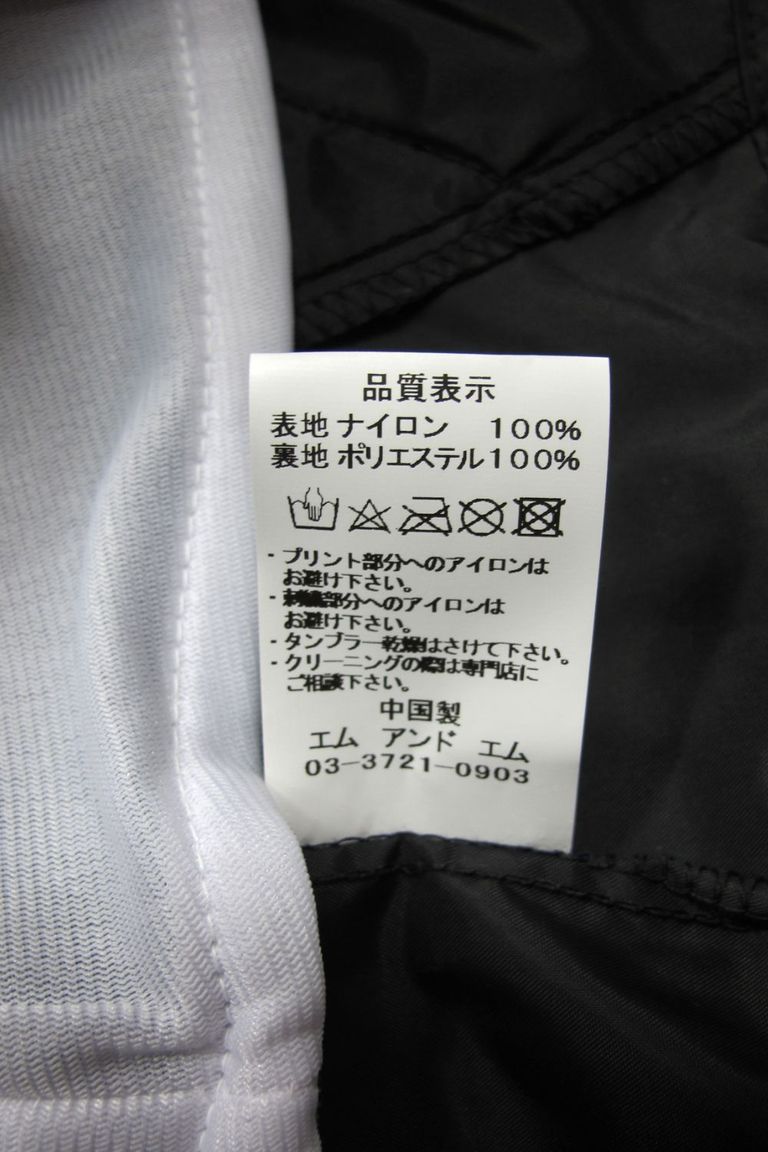 品質表示
表地 ナイロン 100%
裏地 ポリエステル100%
・プリント部分へのアイロンは
お避け下さい。
・刺繍部分へのアイロンは
お避け下さい。
・タンブラー乾燥はさけて下さい。
・クリーニングの際は専門店に
ご相談下さい。
中国製
エム アンド エム
03-3721-0903